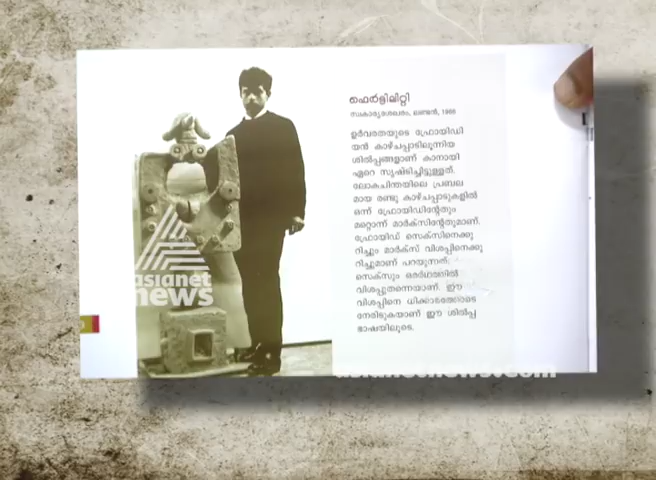 ഫെർട്ടിലിറ്റി
സ്വകാര്യശേഖരം, ലണ്ടൻ, 1966
ഉർവരതയുടെ ഫ്രോയിഡി
യൻ കാഴ്ചപ്പാടിലൂന്നിയ
ശിൽപ്പങ്ങളാണ് കാനായി
ഏറെ സൃഷ്ടിച്ചിട്ടുള്ളത്.
ലോകചിന്തയിലെ പ്രബല
മായ രണ്ടു കാഴ്ചപ്പാടുകളിൽ
ഒന്ന് ഫ്രോയിഡിന്റേതും
മറ്റൊന്ന് മാർക്സിന്റേതുമാണ്.
ഫ്രോയിഡ് സെക്സിനെക്കു
റിച്ചും മാർക്സ് വിശപ്പിനെക്കു
റിച്ചുമാണ് പറയുന്നത്.
സെക്സും ഒരർഥത്തിൽ
വിശപ്പുതന്നെയാണ്. ഈ
വിശപ്പിനെ ധിക്കാരത്തോടെ
നേരിടുകയാണ് ഈ ശിൽപ്പ
ഭാഷയിലൂടെ.
asianet
news